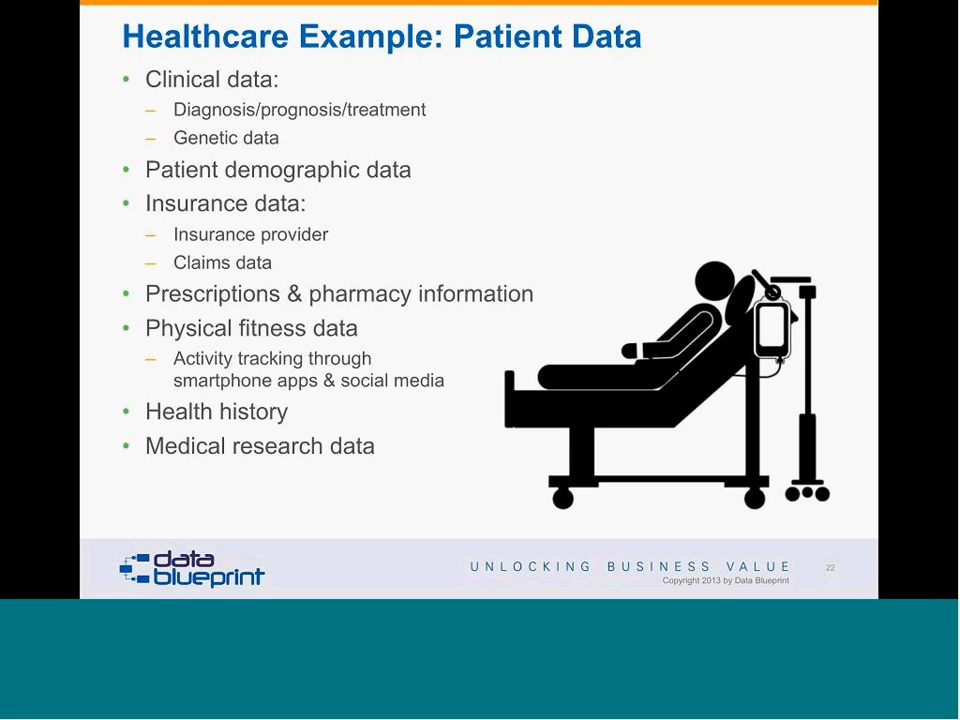 Healthcare Example: Patient Data
• Clinical data:
– Diagnosis/prognosis/treatment
– Genetic data
• Patient demographic data
• Insurance data:
– Insurance provider
– Claims data
• Prescriptions & pharmacy information
• Physical fitness data
– Activity tracking through
smartphone apps & social media
• Health history
• Medical research data
data
blueprint
UNLOCKING BUSINESS VALUE
Copyright 2013 by Data Blueprint
22